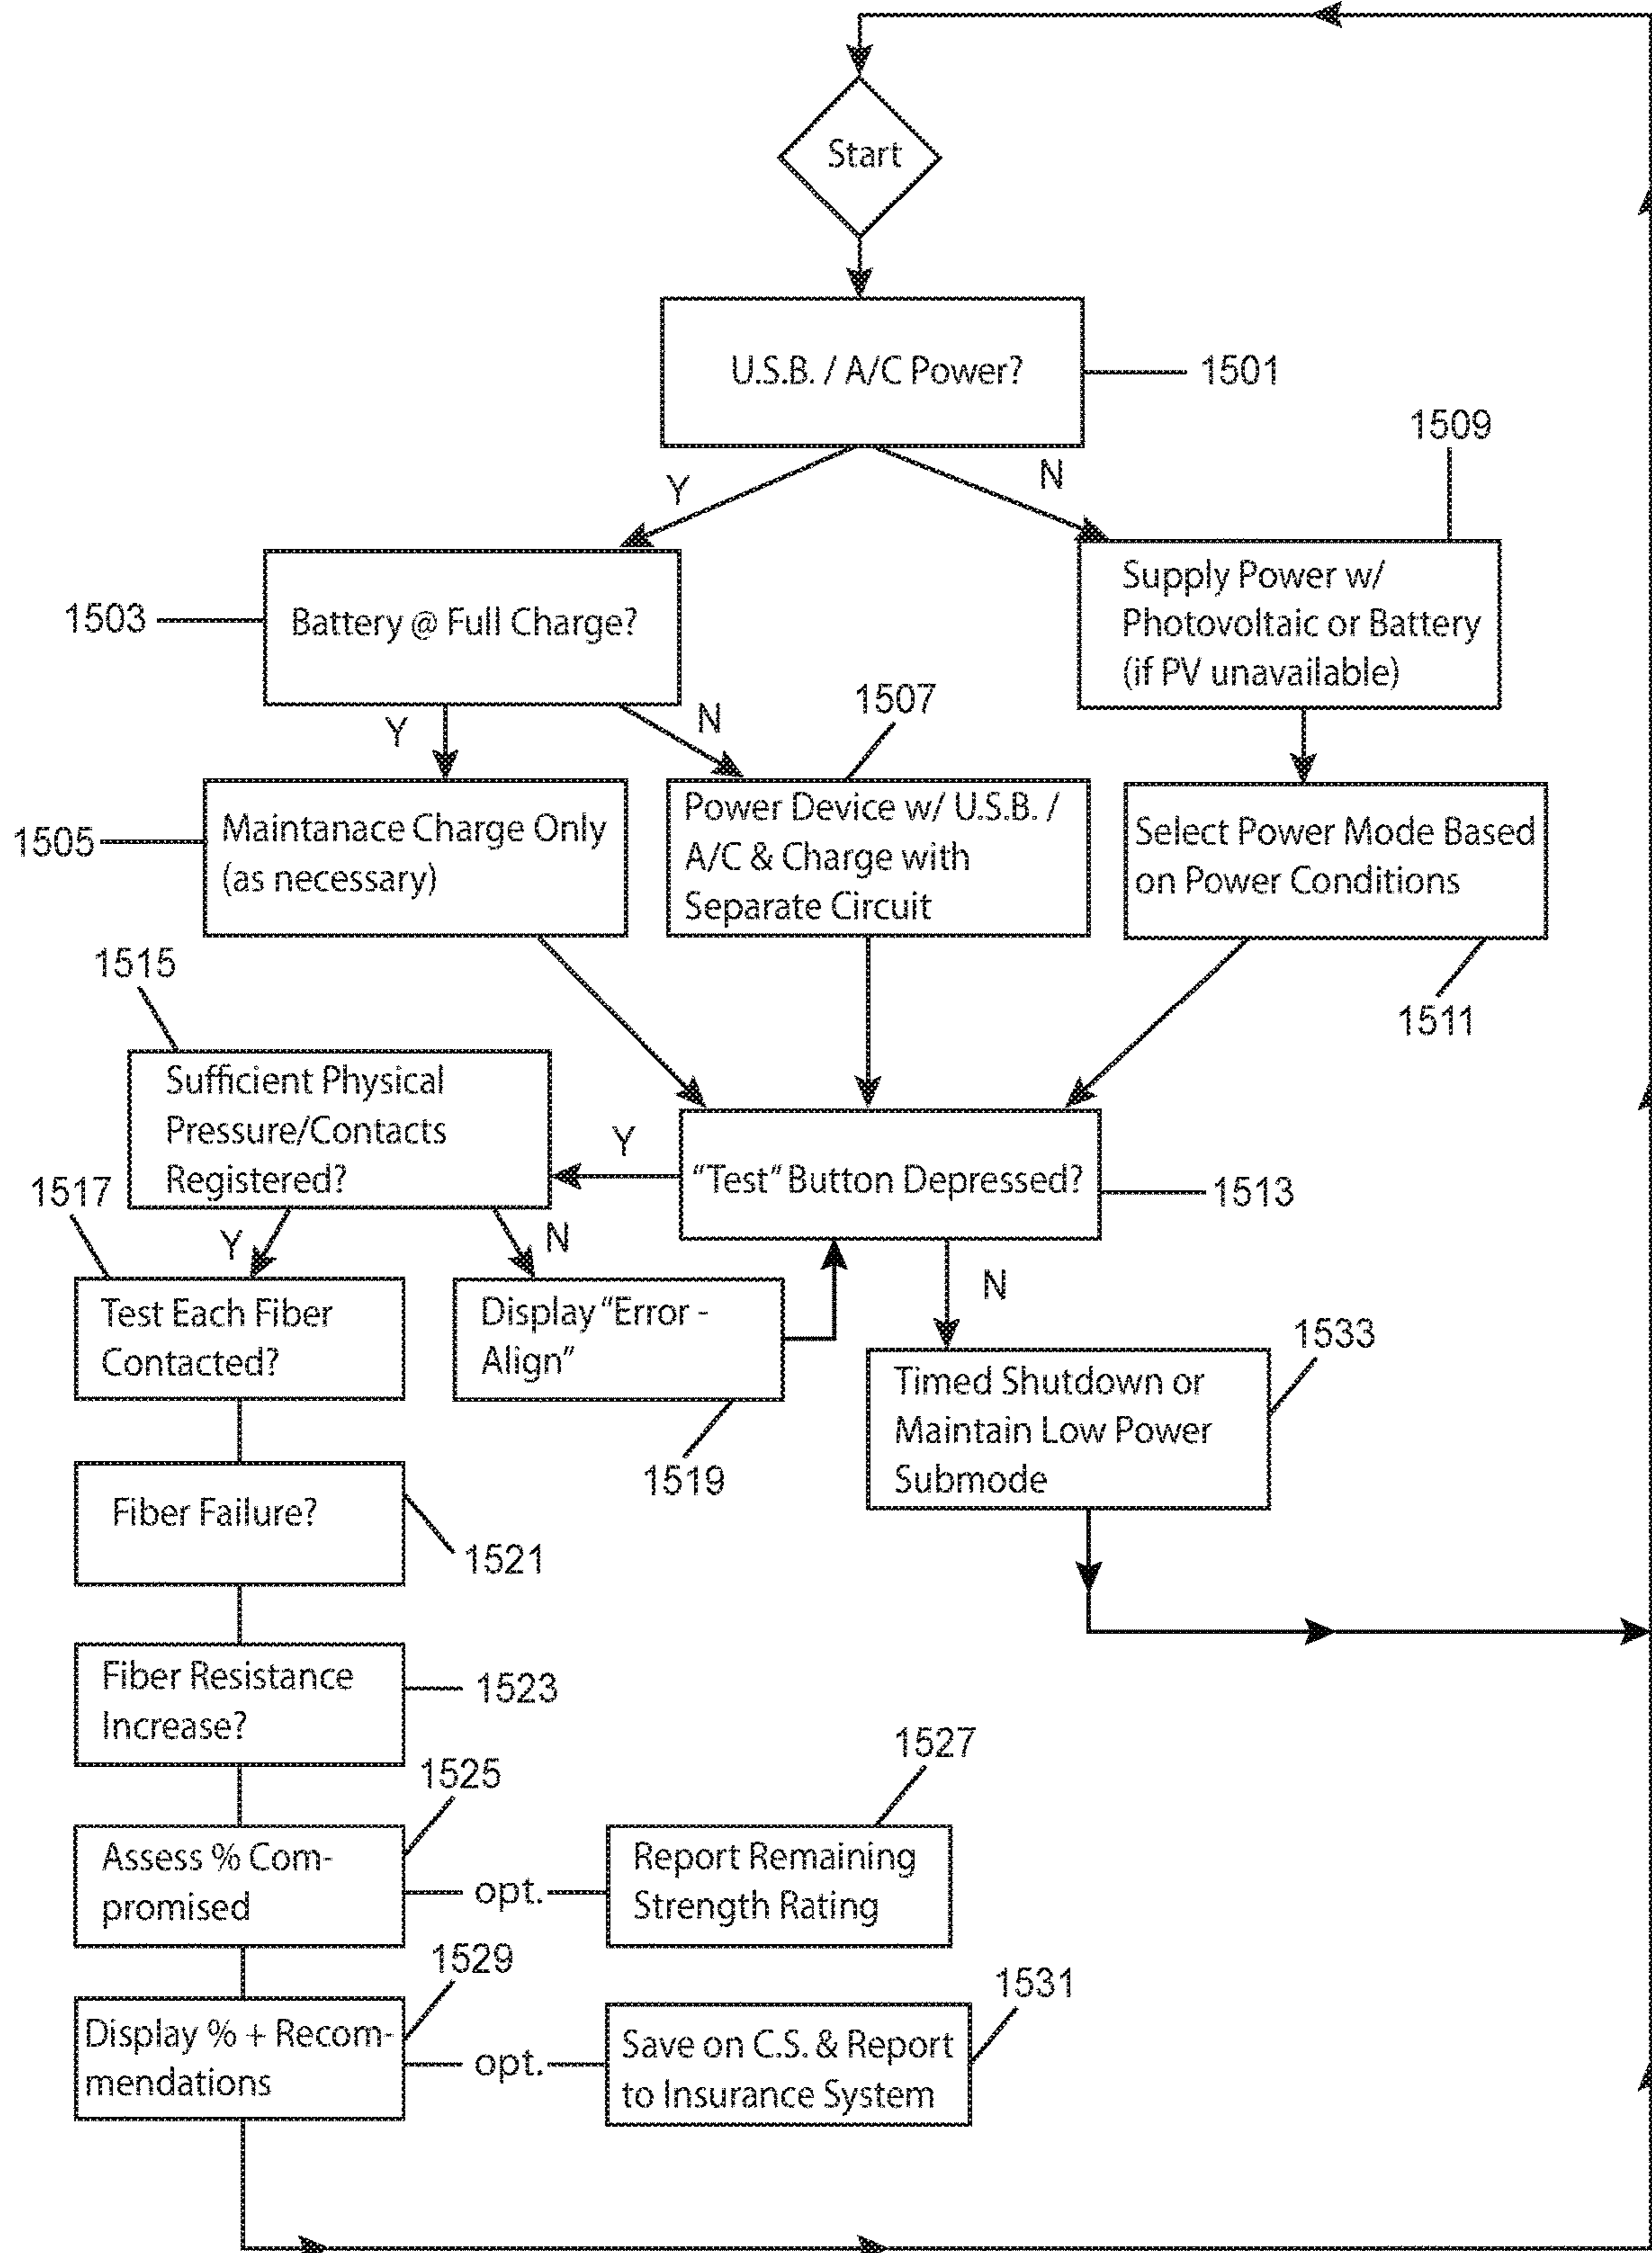 Start
U.S.B. / A/C Power?
1501
1509
Y
N
1503
Battery @ Full Charge?
Supply Power w/
Photovoltaic or Battery
(if PV unavailable)
1507
Y
N
1505
Maintanace Charge Only
(as necessary)
Power Device w/ U.S.B. /
A/C & Charge with
Separate Circuit
Select Power Mode Based
on Power Conditions
1515
1511
Sufficient Physical
Pressure/Contacts
Registered?
Y
"Test" Button Depressed?
1513
1517
Y
N
N
Test Each Fiber
Contacted?
Display "Error -
Align"
1519
1533
Timed Shutdown or
Maintain Low Power
Submode
Fiber Failure?
1521
Fiber Resistance
Increase?
1523
1525
1527
Assess % Com-
promised
opt.
Report Remaining
Strength Rating
1529
1531
Display % + Recom-
mendations
opt.
Save on C.S. & Report
to Insurance System